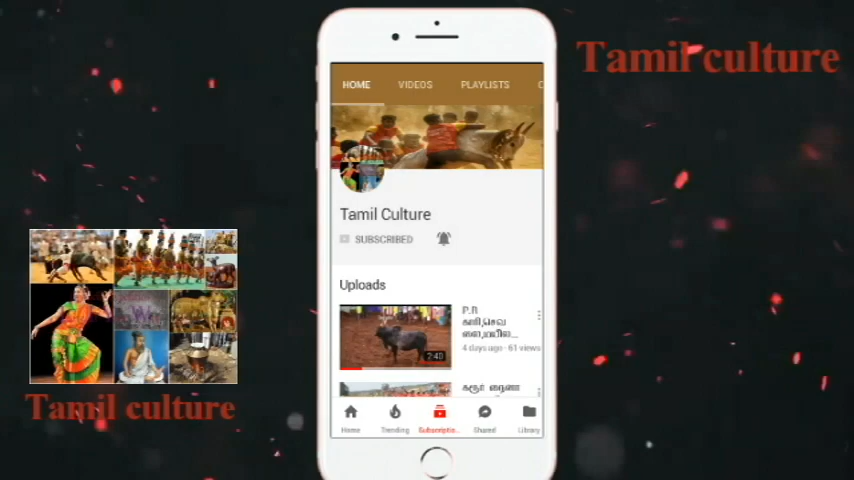 Tamil culture
HOME VIDEOS PLAYLISTS C
Tamil Culture
SUBSCRIBED
Uploads
2:40
4 days ago · 61 views
Home Trending Subscriptio... Shared Library
Tamil culture